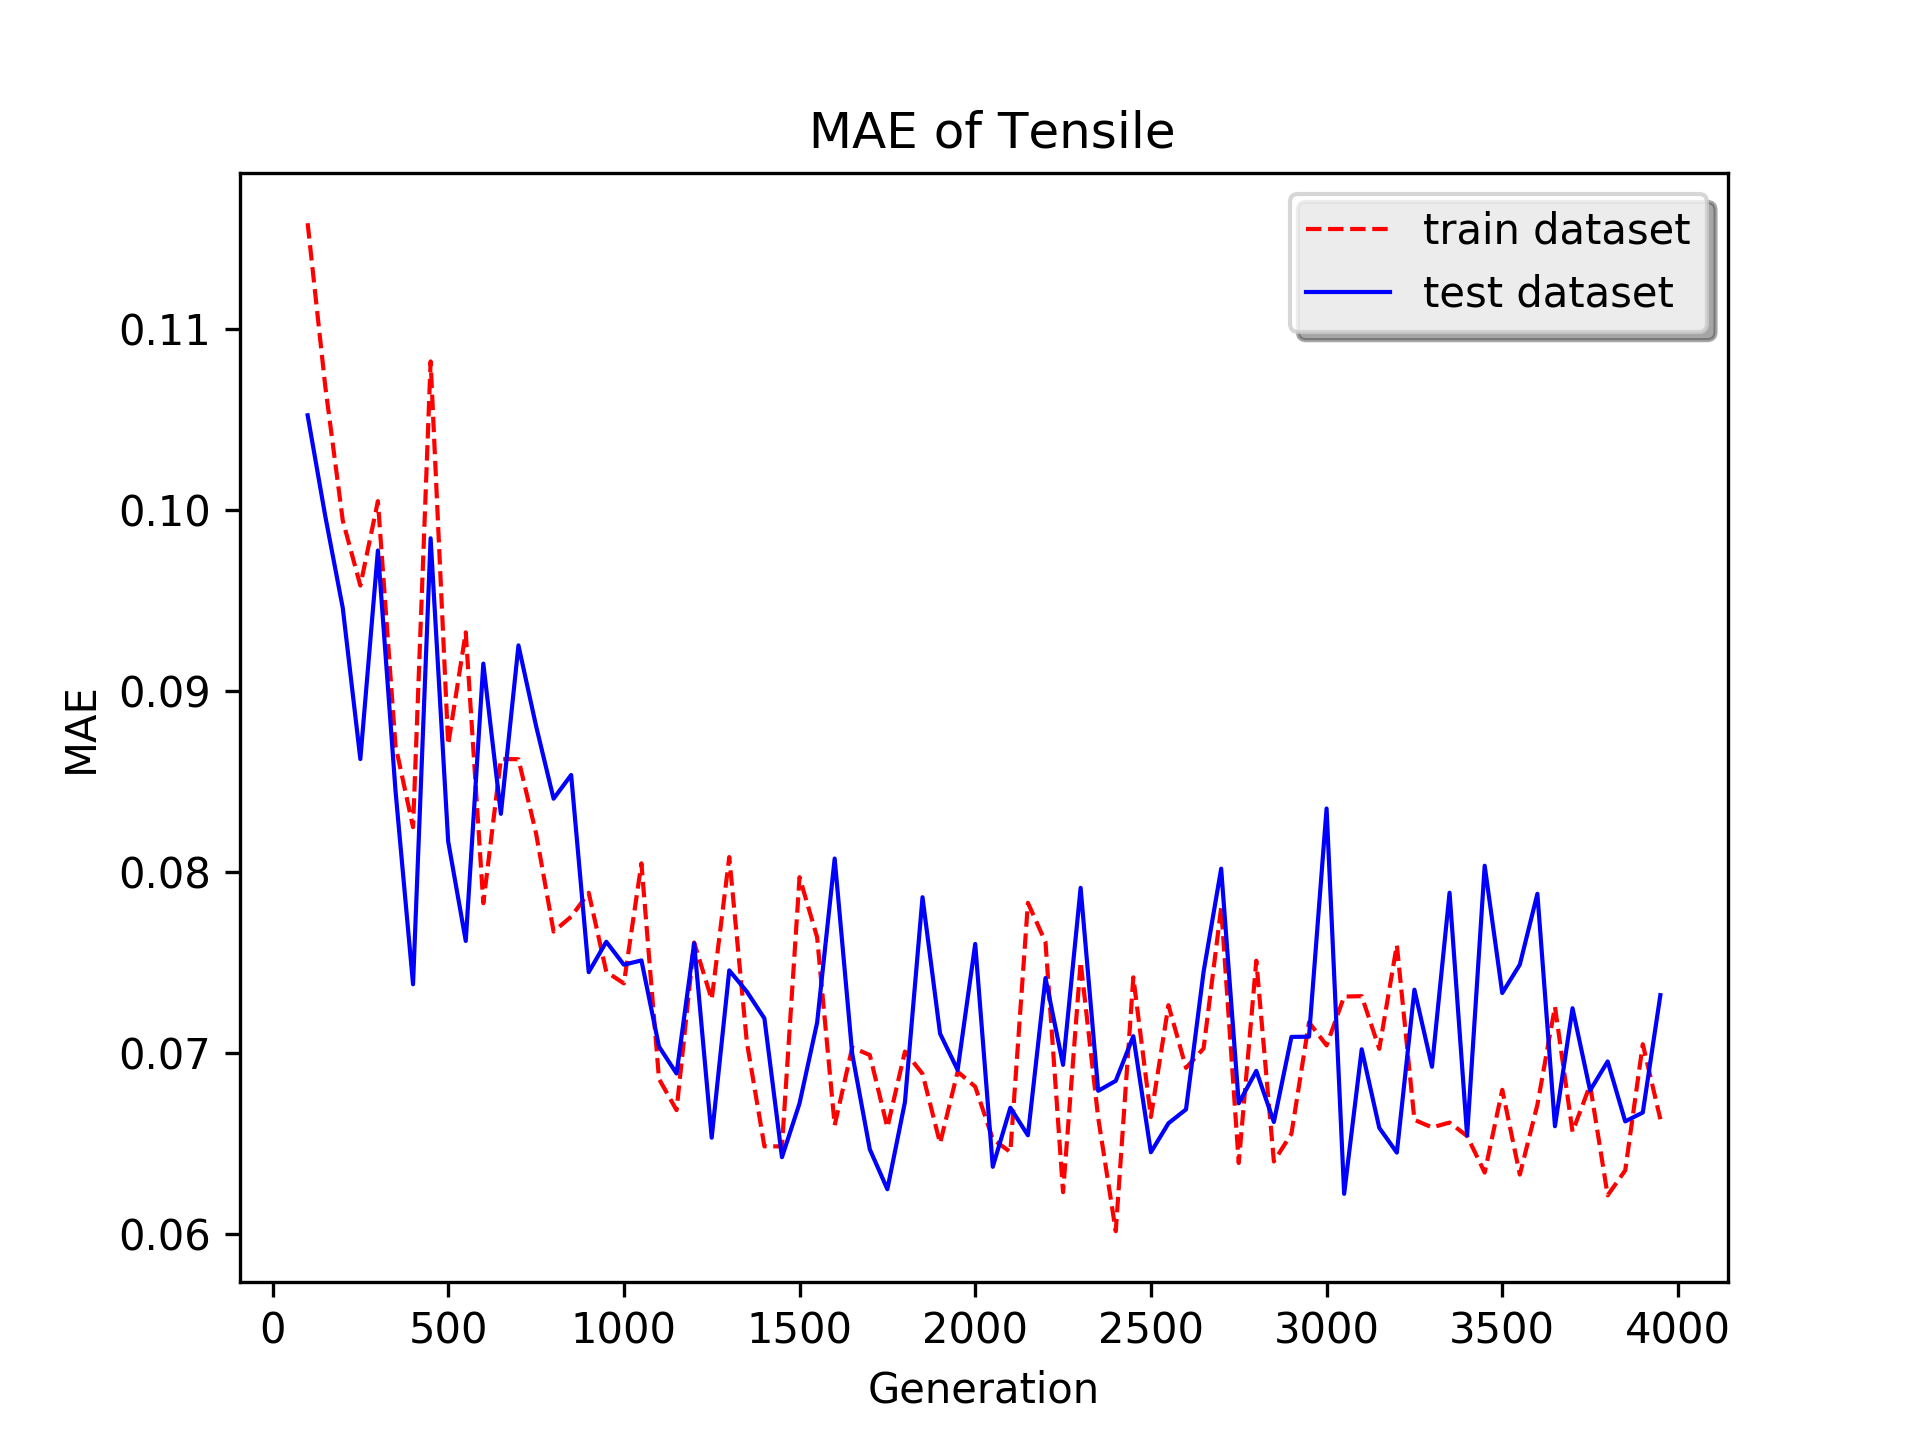 MAE of Tensile
train dataset
test dataset
MAE
0.11
0.10
0.09
0.08
0.07
0.06
0 500 1000 1500 2000 2500 3000 3500 4000
Generation